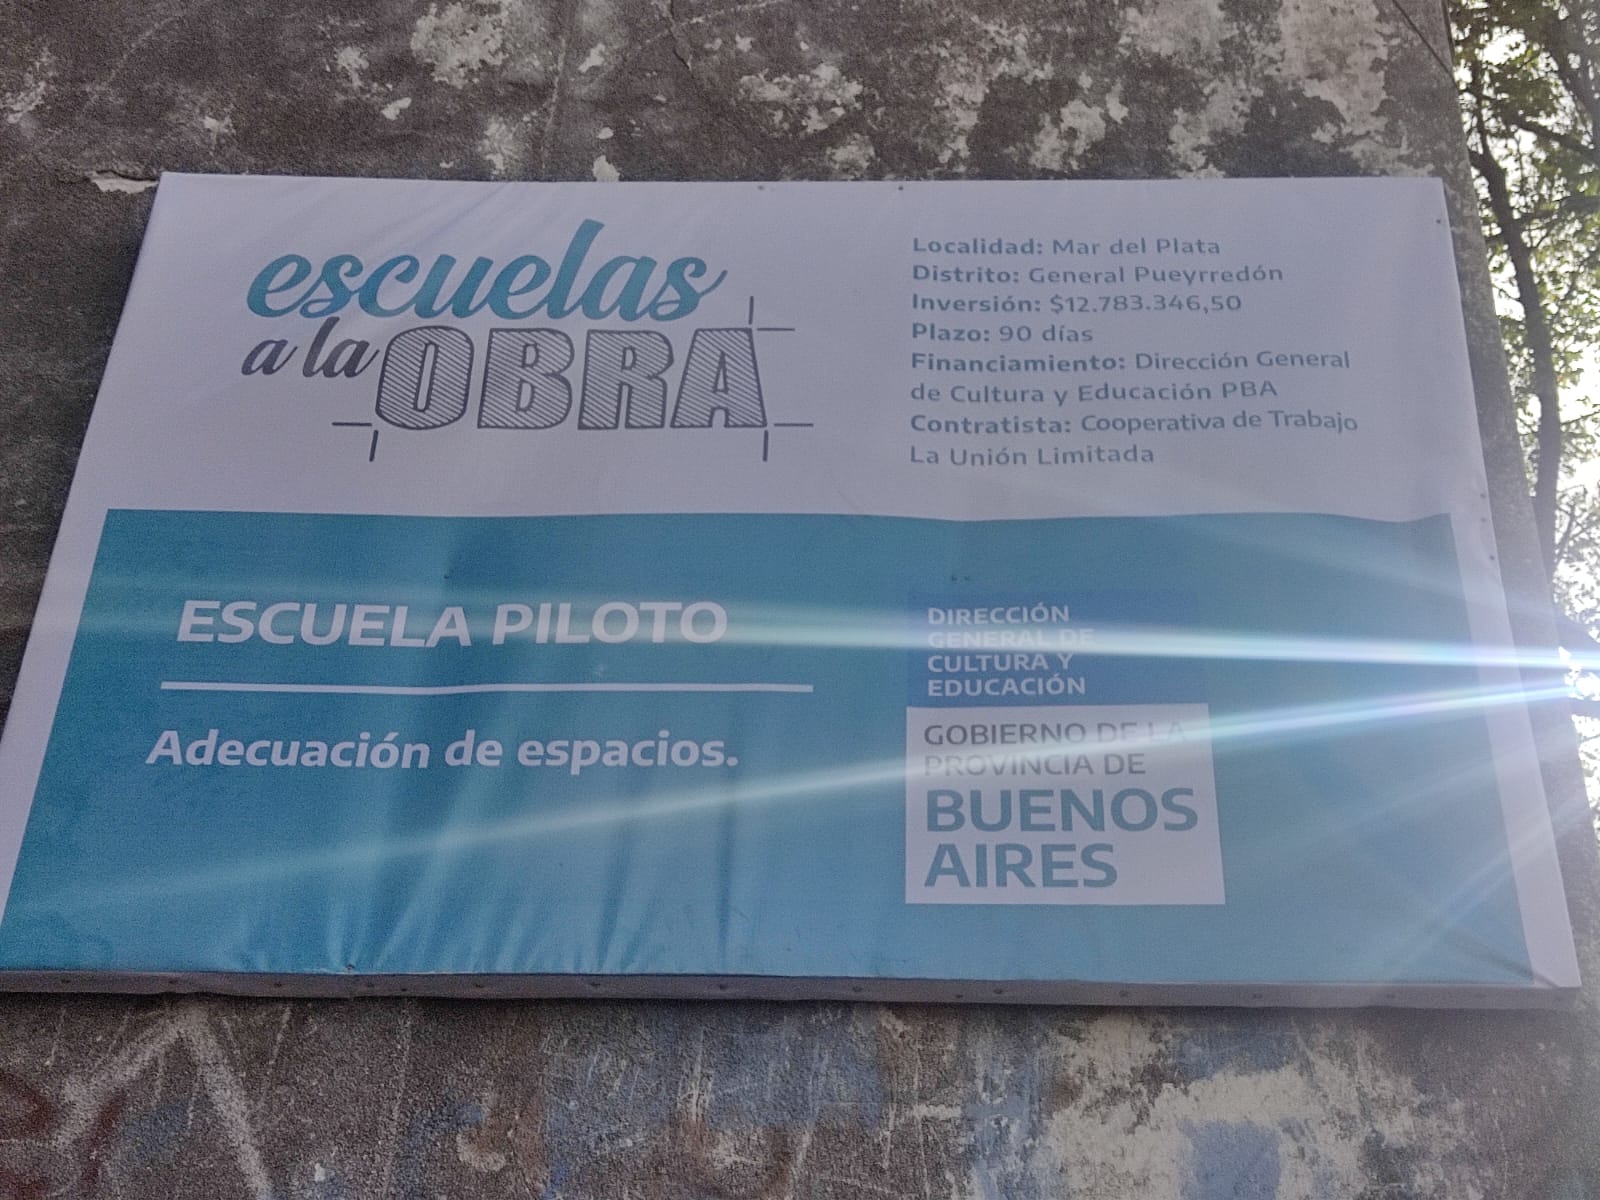 escuelas
a la OBRA
Localidad: Mar del Plata
Distrito: General Pueyrredón
Inversión: $12.783.346,50
Plazo: 90 días
Financiamiento: Dirección General
de Cultura y Educación PBA
Contratista: Cooperativa de Trabajo
La Unión Limitada
ESCUELA PILOTO
Adecuación de espacios.
DIRECCIÓN
GENERAL DE
CULTURA Y
EDUCACIÓN
GOBIERNO DE LA
PROVINCIA DE
BUENOS
AIRES